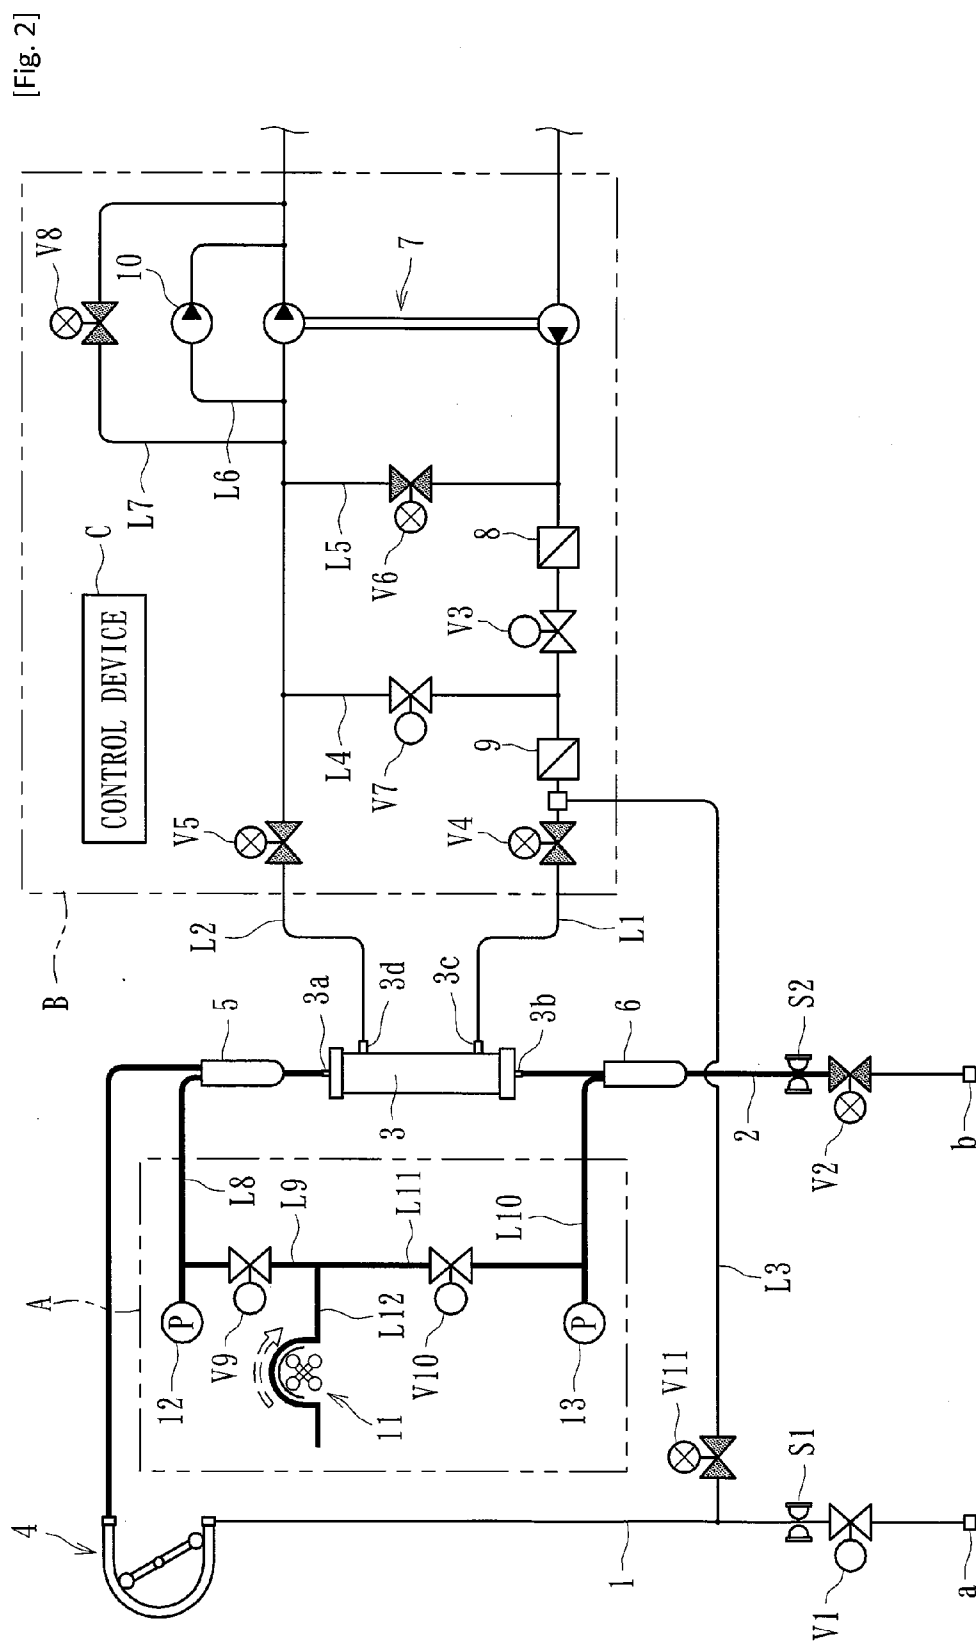 [Fig. 2]
V8
10
7
L7
L6
C
CONTROL DEVICE
L5
V6
8
V3
L4
V7
9
V5
V4
B
L2
L1
5
3a
3d
3c
3b
6
S2
3
2
V2
b
A
L8
L9
L11
L10
L12
L3
12
V9
11
V10
13
V11
S1
4
1
V1
a
P
P